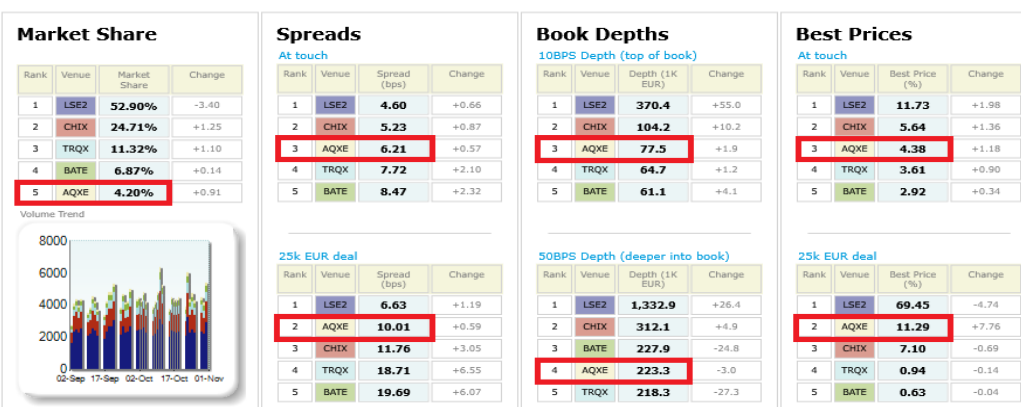 Market Share
Rank Venue Market Share Change
1 LSE2 52.90% -3.40
2 CHIX 24.71% +1.25
3 TRQX 11.32% +1.10
4 BATE 6.87% +0.14
5 AQXE 4.20% +0.91
Volume Trend
8000
6000
4000
2000
0
02-Sep 17-Sep 02-Oct 17-Oct 01-Nov
Spreads
At touch
Rank Venue Spread (bps) Change
1 LSE2 4.60 +0.66
2 CHIX 5.23 +0.87
3 AQXE 6.21 +0.57
4 TRQX 7.72 +2.10
5 BATE 8.47 +2.32
25k EUR deal
Rank Venue Spread (bps) Change
1 LSE2 6.63 +1.19
2 AQXE 10.01 +0.59
3 CHIX 11.76 +3.05
4 TRQX 18.71 +6.55
5 BATE 19.69 +6.07
Book Depths
10BPS Depth (top of book)
Rank Venue Depth (1K EUR) Change
1 LSE2 370.4 +55.0
2 CHIX 104.2 +10.2
3 AQXE 77.5 +1.9
4 TRQX 64.7 +1.2
5 BATE 61.1 +4.1
50BPS Depth (deeper into book)
Rank Venue Depth (1K EUR) Change
1 LSE2 1,332.9 +26.4
2 CHIX 312.1 +4.9
3 BATE 227.9 -24.8
4 AQXE 223.3 -3.0
5 TRQX 218.3 -27.3
Best Prices
At touch
Rank Venue Best Price (%) Change
1 LSE2 11.73 +1.98
2 CHIX 5.64 +1.36
3 AQXE 4.38 +1.18
4 TRQX 3.61 +0.90
5 BATE 2.92 +0.34
25k EUR deal
Rank Venue Best Price (%) Change
1 LSE2 69.45 -4.74
2 AQXE 11.29 +7.76
3 CHIX 7.10 -0.69
4 TRQX 0.94 -0.14
5 BATE 0.63 -0.04